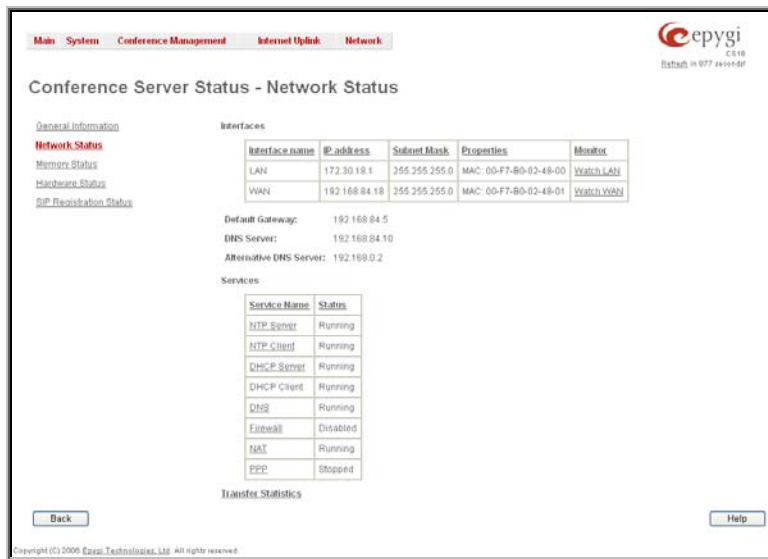 Main System Conference Management Internet Uplink Network
epygi
CS18
Refresh in 977 seconds!
Conference Server Status - Network Status
General Information
Network Status
Memory Status
Hardware Status
SIP Registration Status
Interfaces
Interface name IP address Subnet Mask Properties Monitor
LAN 172.30.18.1 255.255.255.0 MAC: 00-F7-B0-02-48-00 Watch LAN
WAN 192.168.84.18 255.255.255.0 MAC: 00-F7-B0-02-48-01 Watch WAN
Default Gateway: 192.168.84.5
DNS Server: 192.168.84.10
Alternative DNS Server: 192.168.0.2
Services
Service Name Status
NTP Server Running
NTP Client Running
DHCP Server Running
DHCP Client Running
DNS Running
Firewall Disabled
NAT Running
PPP Stopped
Transfer Statistics
Back
Help
Copyright (C) 2006 Epygi Technologies, Ltd. All rights reserved.